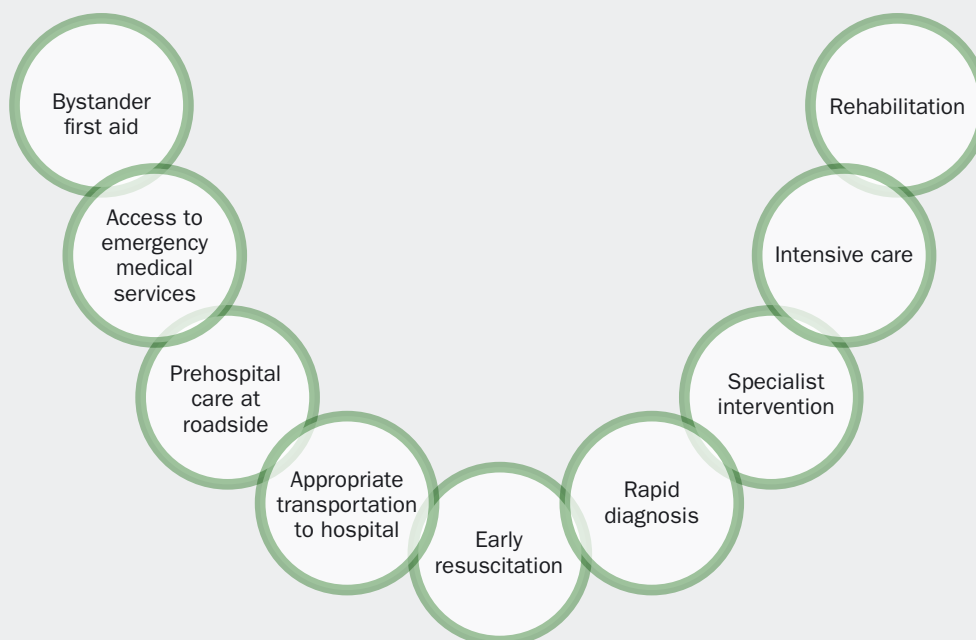 Bystander
first aid
Access to
emergency
medical
services
Prehospital
care at
roadside
Appropriate
transportation
to hospital
Early
resuscitation
Rapid
diagnosis
Specialist
intervention
Intensive care
Rehabilitation